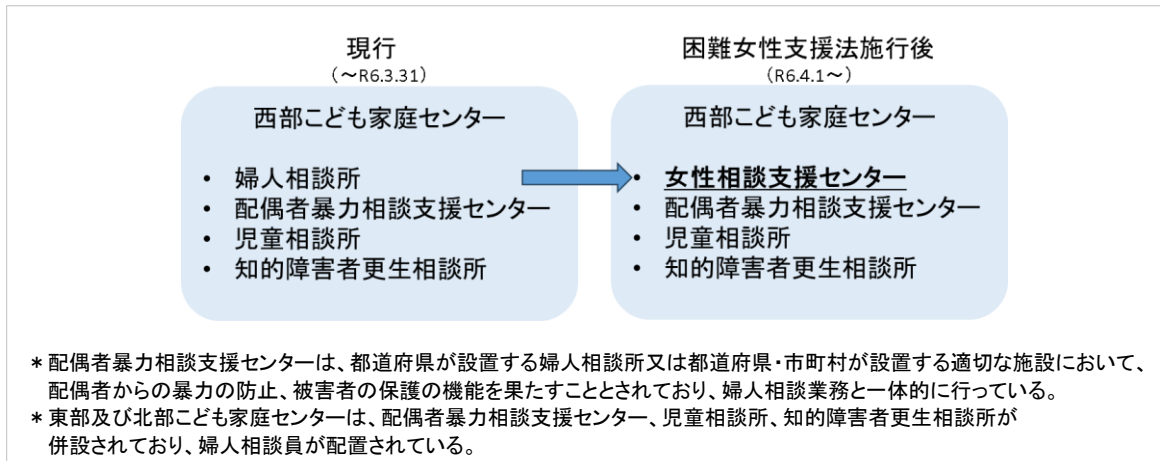 現行
（～R6.3.31）
西部こども家庭センター
• 婦人相談所
• 配偶者暴力相談支援センター
• 児童相談所
• 知的障害者更生相談所
困難女性支援法施行後
（R6.4.1～）
西部こども家庭センター
• 女性相談支援センター
• 配偶者暴力相談支援センター
• 児童相談所
• 知的障害者更生相談所
＊配偶者暴力相談支援センターは、都道府県が設置する婦人相談所又は都道府県・市町村が設置する適切な施設において、
配偶者からの暴力の防止、被害者の保護の機能を果たすこととされており、婦人相談業務と一体的に行っている。
＊東部及び北部こども家庭センターは、配偶者暴力相談支援センター、児童相談所、知的障害者更生相談所が
併設されており、婦人相談員が配置されている。